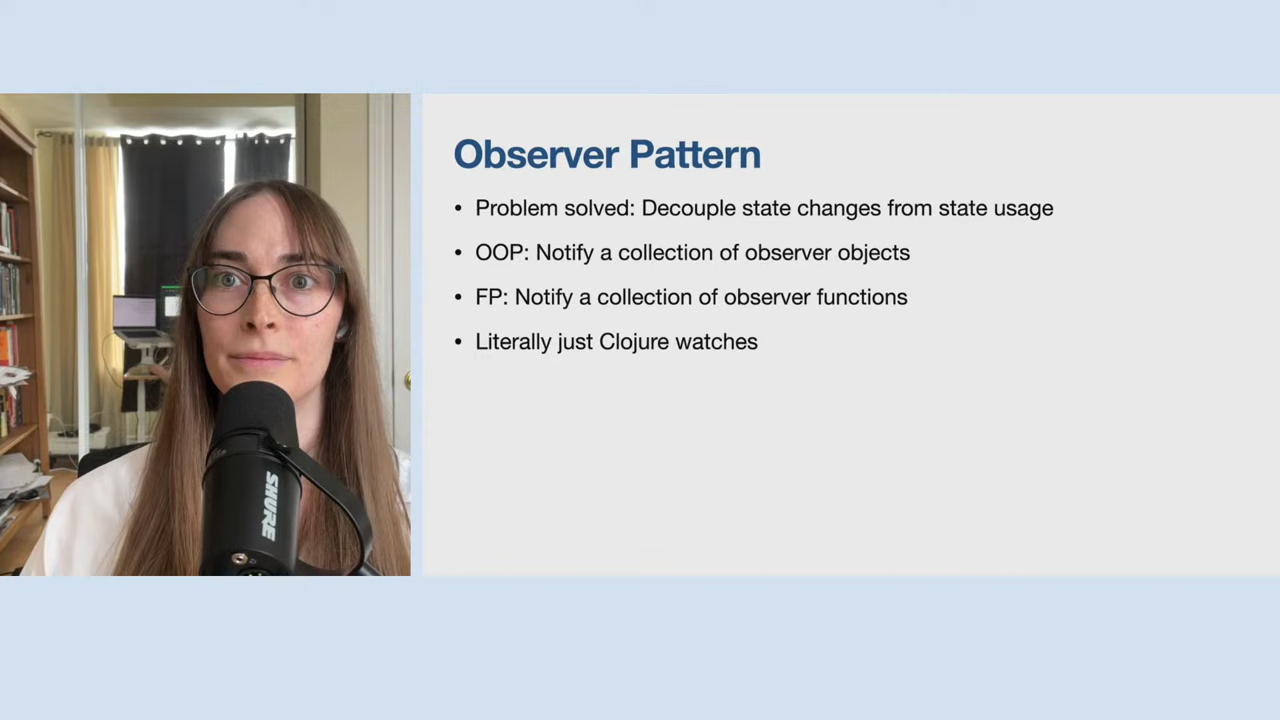 Observer Pattern
• Problem solved: Decouple state changes from state usage
• OOP: Notify a collection of observer objects
• FP: Notify a collection of observer functions
• Literally just Clojure watches
SHURE